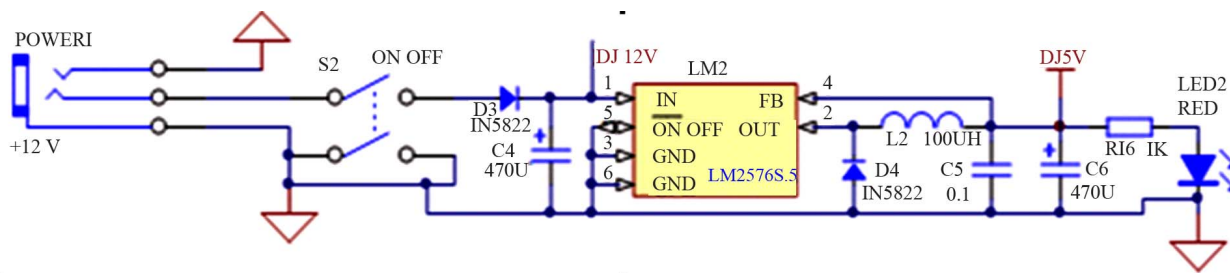 POWERI
+12 V
S2
ON OFF
D3
IN5822
C4
470U
DJ 12V
LM2
1
IN
5
ON OFF
3
GND
6
GND
FB
4
OUT
2
LM2576S.5
D4
IN5822
L2
100UH
C5
0.1
DJ5V
C6
470U
RI6
IK
LED2
RED